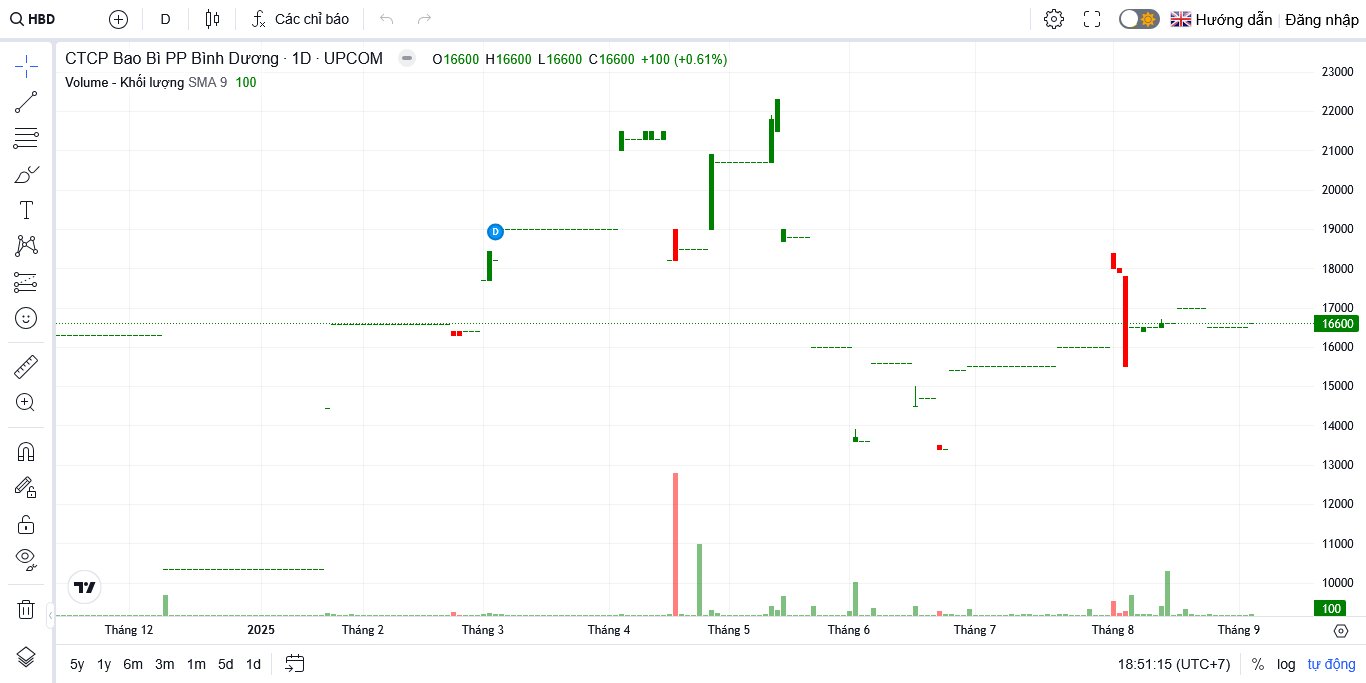 HBD D Các chỉ báo Hướng dẫn Đăng nhập
CTCP Bao Bì PP Bình Dương · 1D · UPCOM O16600 H16600 L16600 C16600 +100 (+0.61%)
Volume - Khối lượng SMA 9 100
23000
22000
21000
20000
19000
D
18000
17000
16600
16000
15000
14000
13000
12000
11000
10000
100
Tháng 12 2025 Tháng 2 Tháng 3 Tháng 4 Tháng 5 Tháng 6 Tháng 7 Tháng 8 Tháng 9
5y 1y 6m 3m 1m 5d 1d 18:51:15 (UTC+7) % log tự động